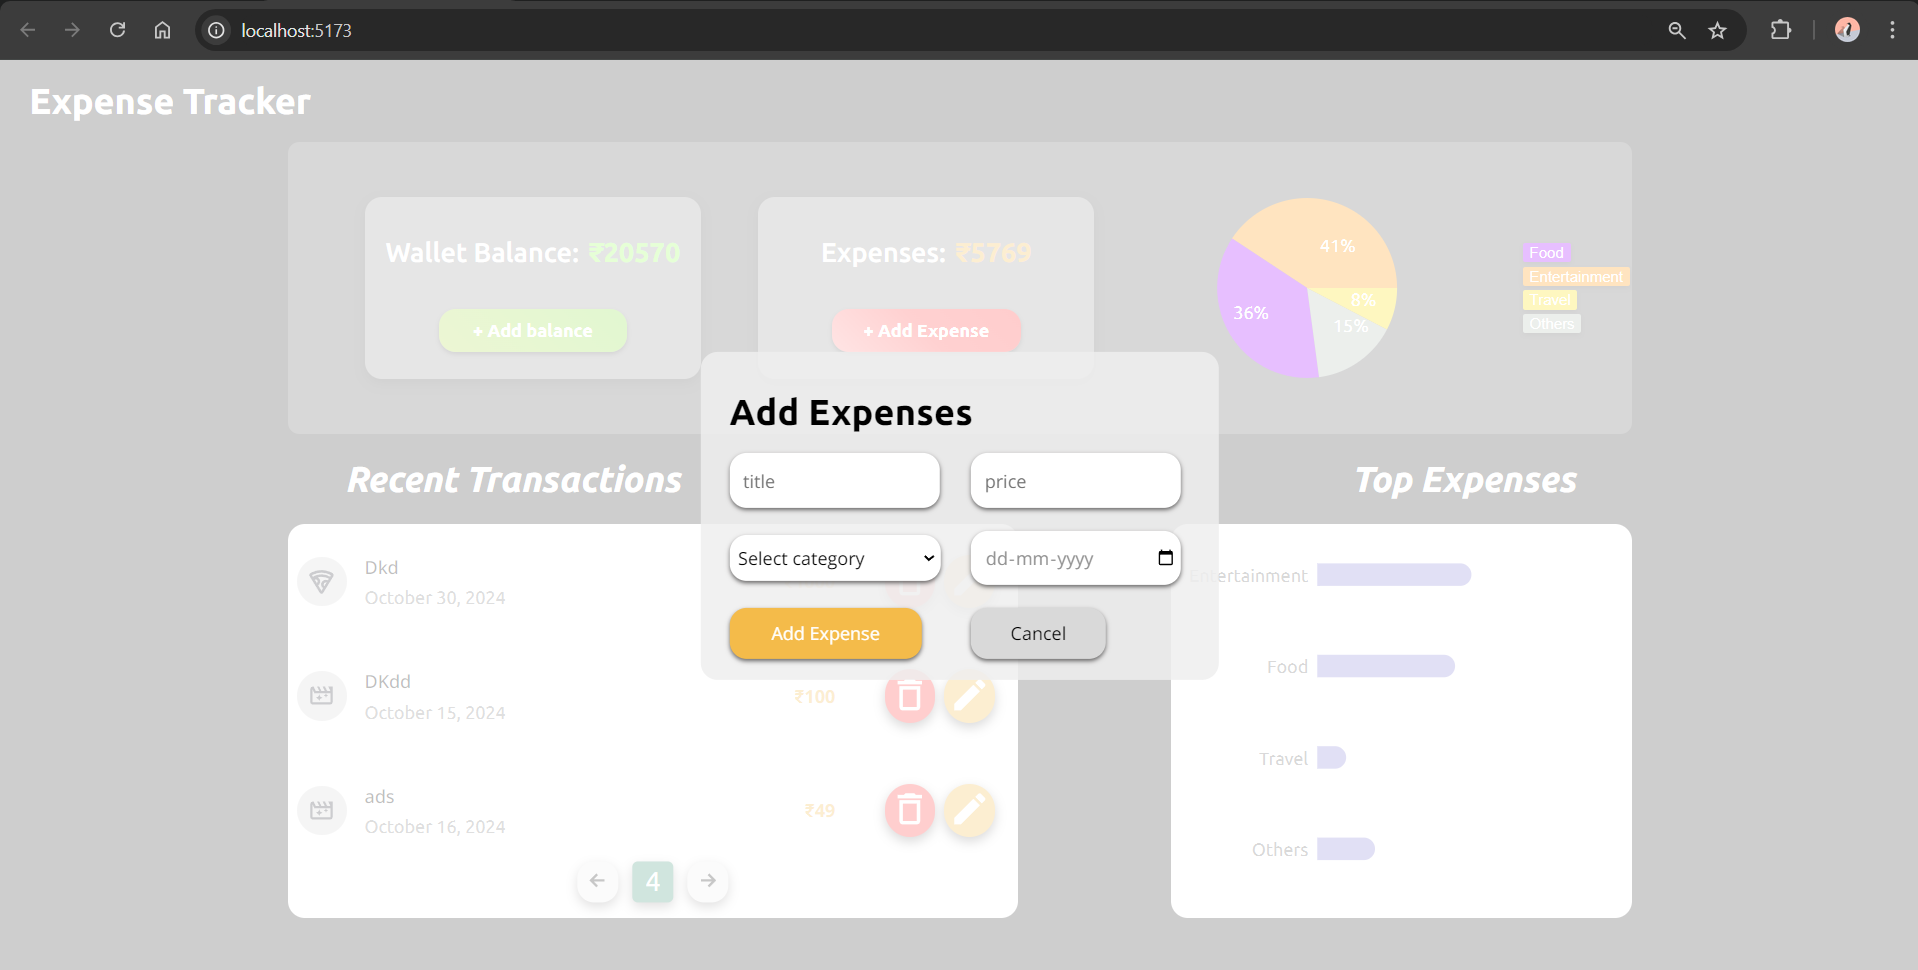 localhost:5173
Expense Tracker
Wallet Balance: ₹20570
+ Add balance
Expenses: ₹5769
+ Add Expense
41%
36%
8%
15%
Food
Entertainment
Travel
Others
Add Expenses
title
price
Select category
dd-mm-yyyy
Add Expense
Cancel
Recent Transactions
Dkd
October 30, 2024
DKdd
October 15, 2024
₹100
ads
October 16, 2024
₹49
4
Top Expenses
Entertainment
Food
Travel
Others